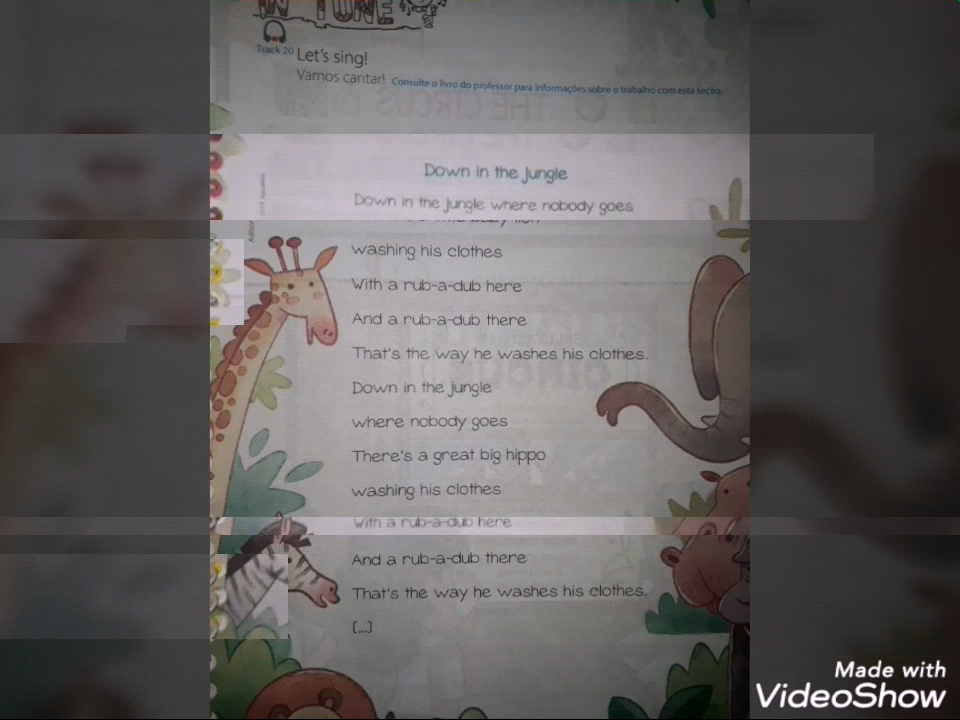 IN TUNE
Track 20
Let's sing!
Vamos cantar! Consulte o livro do professor para informações sobre o trabalho com esta seção.
Down in the jungle
Down in the jungle where nobody goes
washing his clothes
With a rub-a-dub here
And a rub-a-dub there
That's the way he washes his clothes.
Down in the jungle
where nobody goes
There's a great big hippo
washing his clothes
With a rub-a-dub here
And a rub-a-dub there
That's the way he washes his clothes.
(...)
Made with
VideoShow